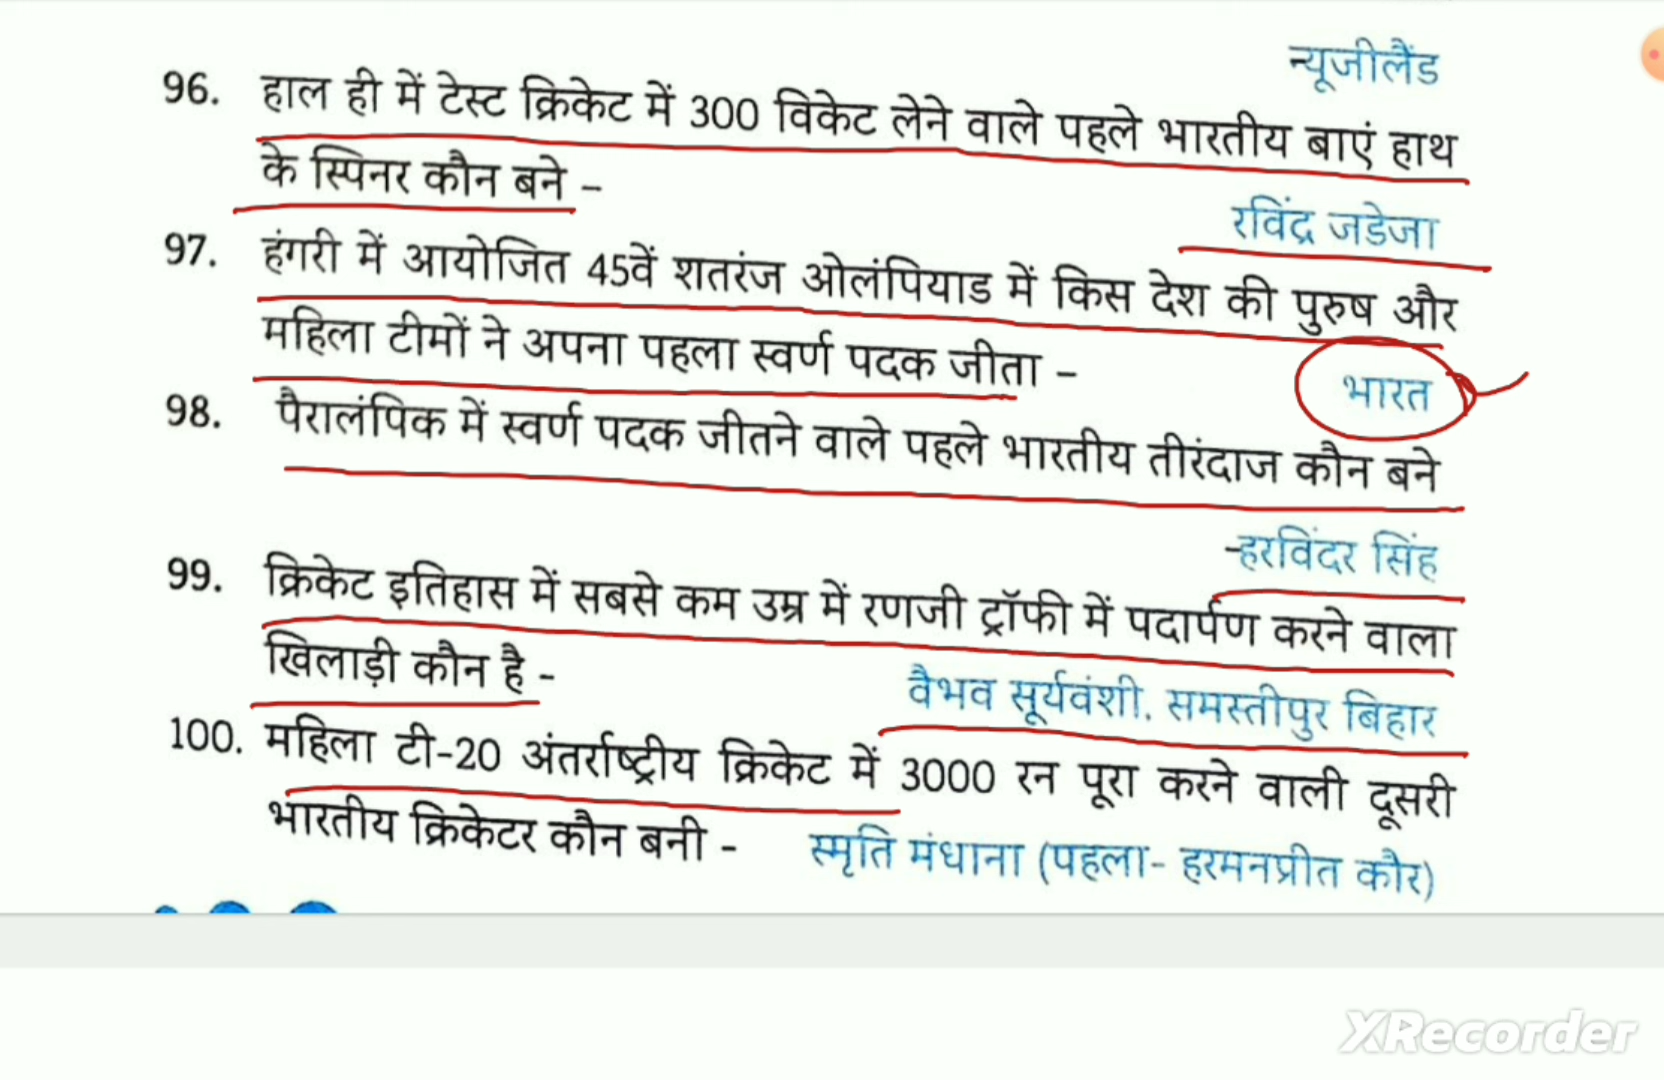 न्यूजीलैंड
96. हाल ही में टेस्ट क्रिकेट में 300 विकेट लेने वाले पहले भारतीय बाएं हाथ
के स्पिनर कौन बने –
रविंद्र जडेजा
97. हंगरी में आयोजित 45वें शतरंज ओलंपियाड में किस देश की पुरुष और
महिला टीमों ने अपना पहला स्वर्ण पदक जीता –
भारत
98. पैरालंपिक में स्वर्ण पदक जीतने वाले पहले भारतीय तीरंदाज कौन बने
-हरविंदर सिंह
99. क्रिकेट इतिहास में सबसे कम उम्र में रणजी ट्रॉफी में पदार्पण करने वाला
खिलाड़ी कौन है -
वैभव सूर्यवंशी. समस्तीपुर बिहार
100. महिला टी-20 अंतर्राष्ट्रीय क्रिकेट में 3000 रन पूरा करने वाली दूसरी
भारतीय क्रिकेटर कौन बनी - स्मृति मंधाना (पहला- हरमनप्रीत कौर)
XRecorder